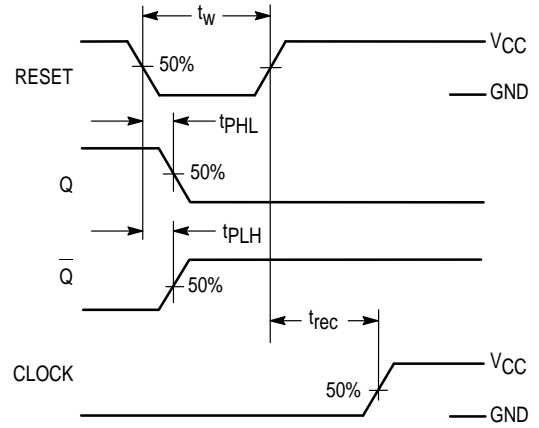 tw
VCC
50%
RESET
GND
tPHL
50%
Q
tPLH
Q̅
50%
trec
VCC
CLOCK
50%
GND